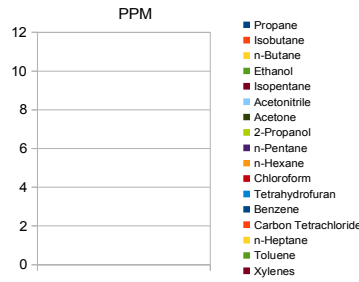 PPM
12
10
8
6
4
2
0
Propane
Isobutane
n-Butane
Ethanol
Isopentane
Acetonitrile
Acetone
2-Propanol
n-Pentane
n-Hexane
Chloroform
Tetrahydrofuran
Benzene
Carbon Tetrachloride
n-Heptane
Toluene
Xylenes